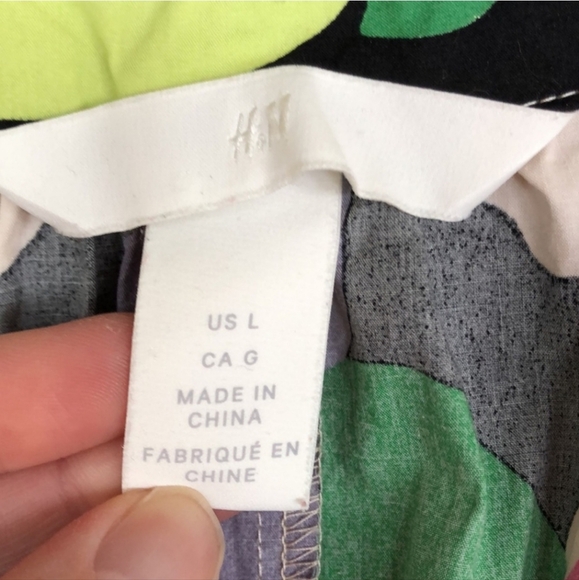 H&M
US L
CA G
MADE IN
CHINA
FABRIQUÉ EN
CHINE